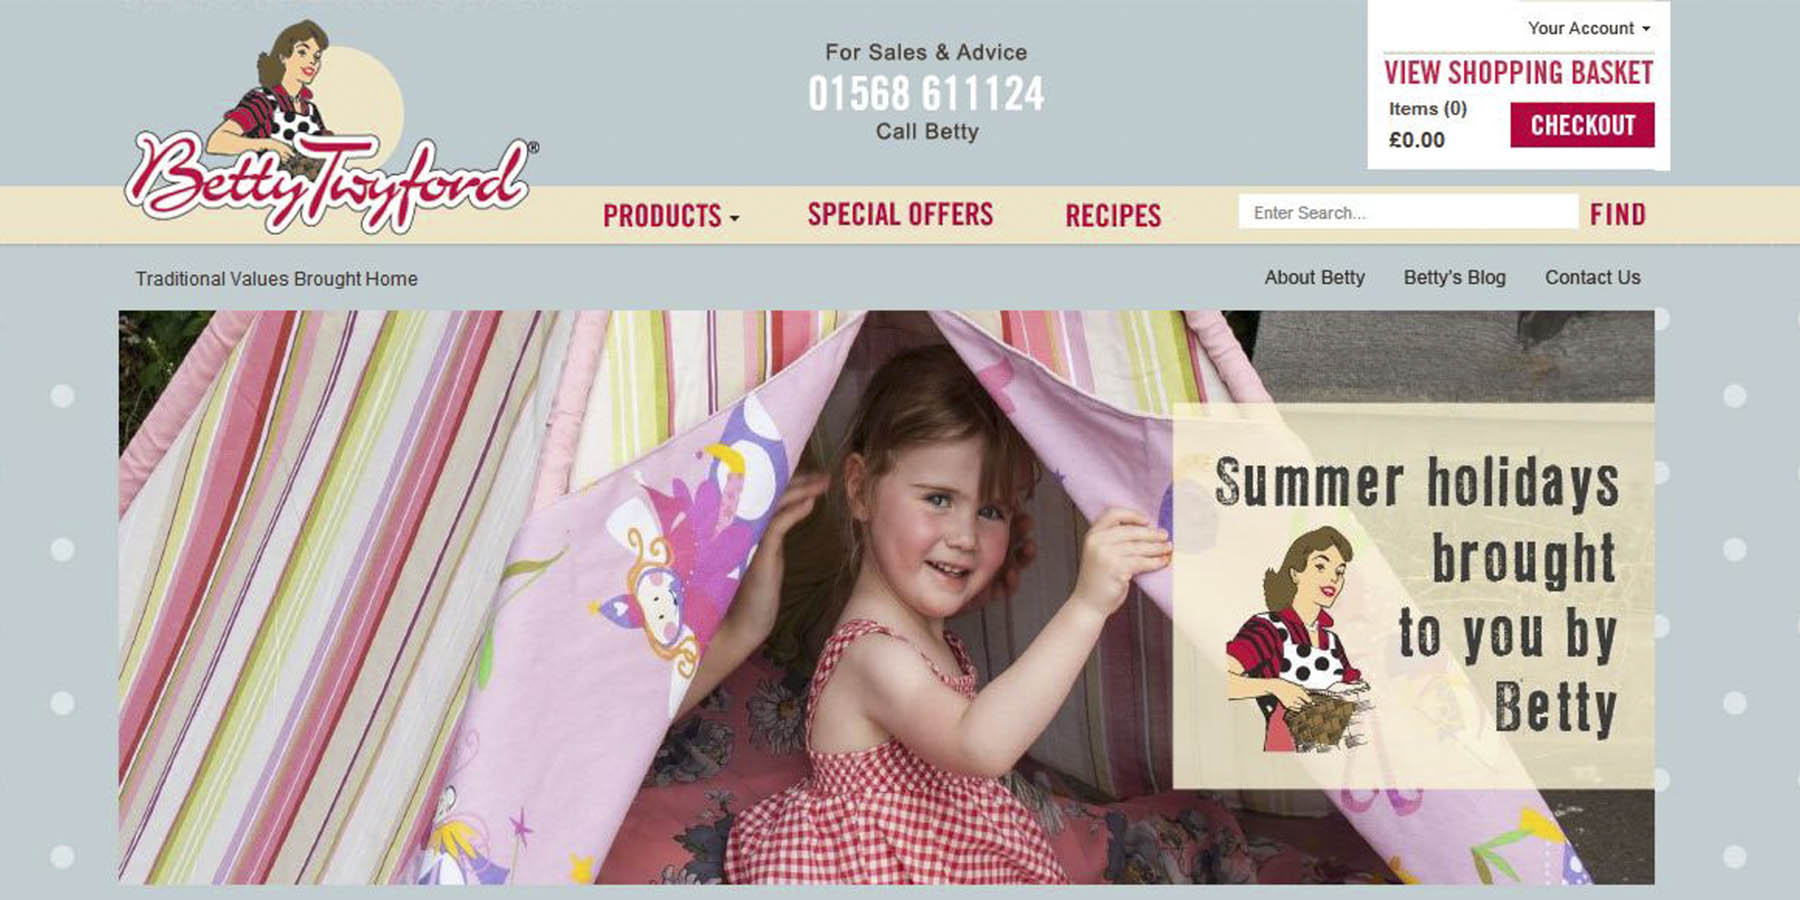 For Sales & Advice
01568 611124
Call Betty
Your Account
VIEW SHOPPING BASKET
Items (0)
£0.00
CHECKOUT
Betty Twyford®
PRODUCTS
SPECIAL OFFERS
RECIPES
Enter Search...
FIND
Traditional Values Brought Home
About Betty
Betty's Blog
Contact Us
Summer holidays
brought
to you by
Betty